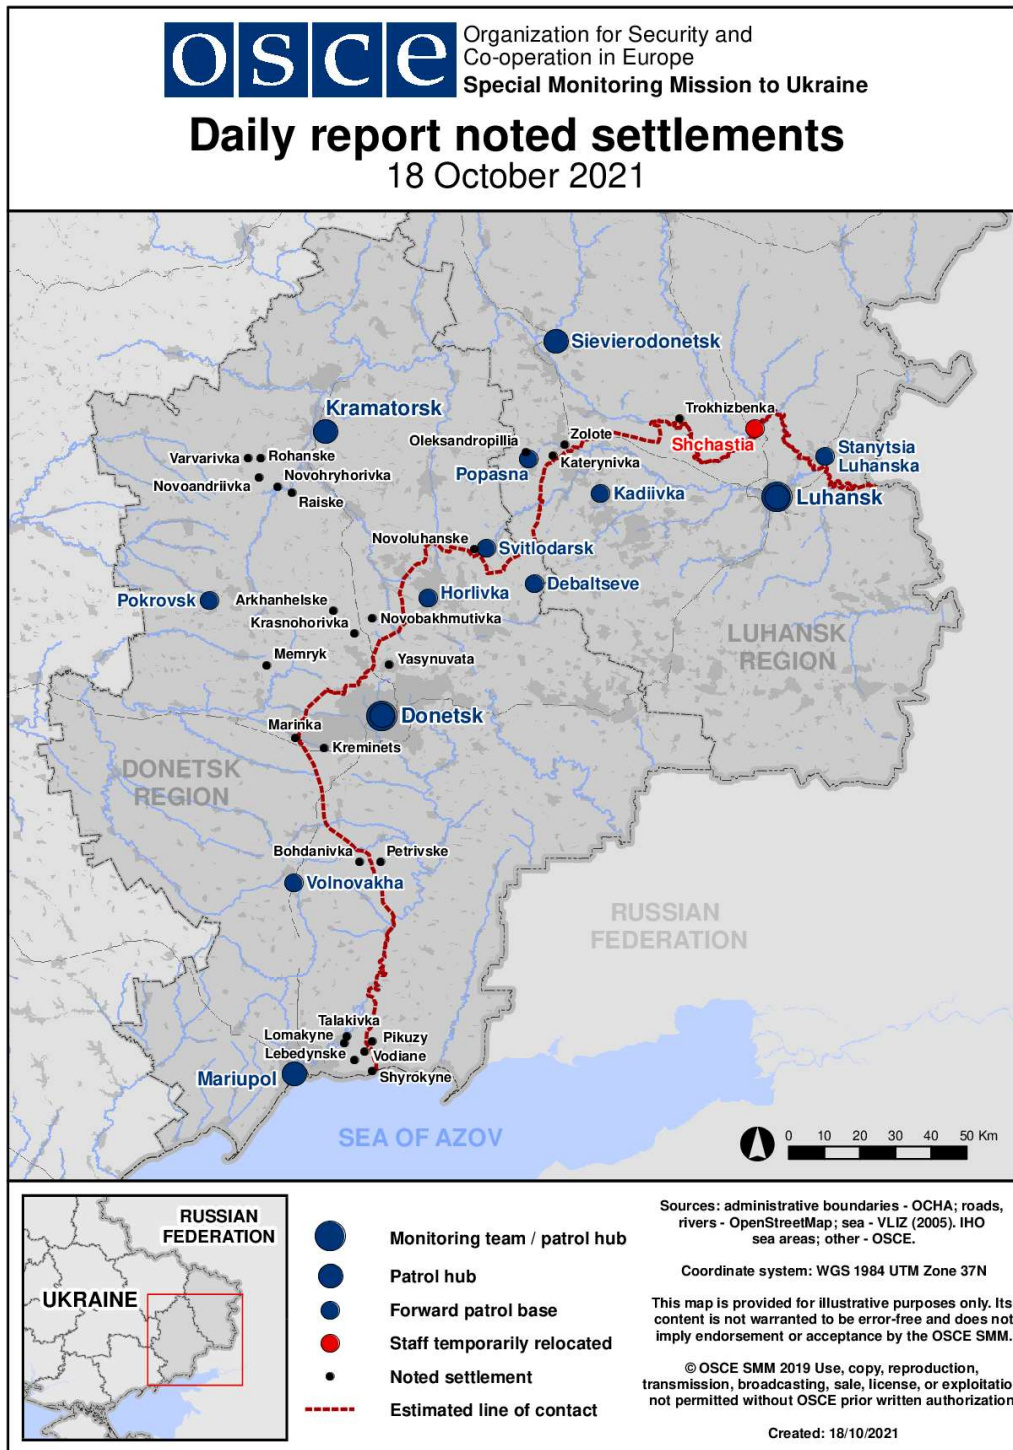 osce
Organization for Security and
Co-operation in Europe
Special Monitoring Mission to Ukraine
Daily report noted settlements
18 October 2021
Sievierodonetsk
Kramatorsk
Trokhizbenka
Shchastia
Zolote
Oleksandropillia
Katerynivka
Popasna
Stanytsia
Luhanska
Varvarivka
Rohanske
Novohryhorivka
Novoandriivka
Raiske
Kadiivka
Luhansk
Novoluhanske
Svitlodarsk
Debaltseve
Horlivka
Pokrovsk
Arkhanhelske
Krasnohorivka
Novobakhmutivka
LUHANSK
REGION
Memryk
Yasynuvata
Donetsk
Marinka
Kreminets
DONETSK
REGION
Bohdanivka
Petrivske
Volnovakha
RUSSIAN
FEDERATION
Talakivka
Lomakyne
Pikuzy
Lebedynske
Vodiane
Shyrokyne
Mariupol
SEA OF AZOV
0 10 20 30 40 50 Km
RUSSIAN
FEDERATION
UKRAINE
Monitoring team / patrol hub
Patrol hub
Forward patrol base
Staff temporarily relocated
Noted settlement
Estimated line of contact
Sources: administrative boundaries - OCHA; roads,
rivers - OpenStreetMap; sea - VLIZ (2005). IHO
sea areas; other - OSCE.
Coordinate system: WGS 1984 UTM Zone 37N
This map is provided for illustrative purposes only. Its
content is not warranted to be error-free and does not
imply endorsement or acceptance by the OSCE SMM.
© OSCE SMM 2019 Use, copy, reproduction,
transmission, broadcasting, sale, license, or exploitatio
not permitted without OSCE prior written authorization
Created: 18/10/2021